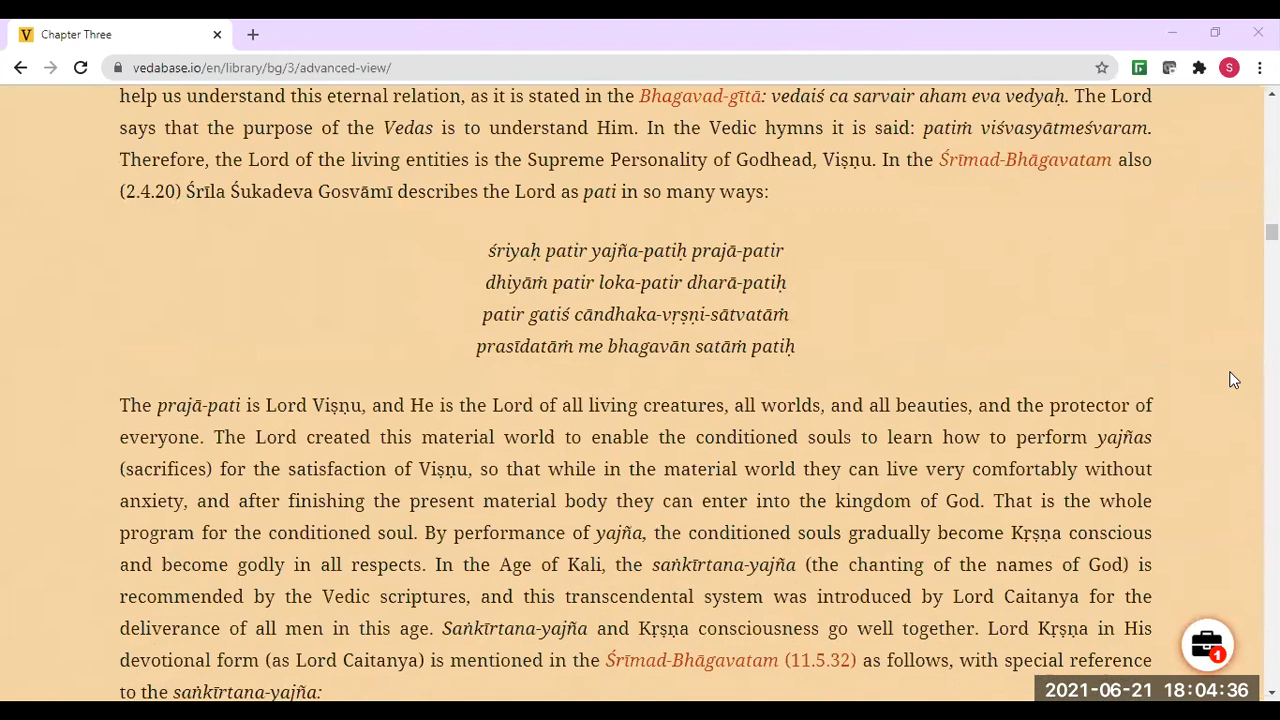 Chapter Three
vedabase.io/en/library/bg/3/advanced-view/
S
help us understand this eternal relation, as it is stated in the Bhagavad-gītā: vedaiś ca sarvair aham eva vedyaḥ. The Lord
says that the purpose of the Vedas is to understand Him. In the Vedic hymns it is said: patiṁ viśvasyātmeśvaram.
Therefore, the Lord of the living entities is the Supreme Personality of Godhead, Viṣṇu. In the Śrīmad-Bhāgavatam also
(2.4.20) Śrīla Śukadeva Gosvāmī describes the Lord as pati in so many ways:
śriyaḥ patir yajña-patiḥ prajā-patir
dhiyāṁ patir loka-patir dharā-patiḥ
patir gatiś cāndhaka-vṛṣṇi-sātvatāṁ
prasīdatāṁ me bhagavān satāṁ patiḥ
The prajā-pati is Lord Viṣṇu, and He is the Lord of all living creatures, all worlds, and all beauties, and the protector of
everyone. The Lord created this material world to enable the conditioned souls to learn how to perform yajñas
(sacrifices) for the satisfaction of Viṣṇu, so that while in the material world they can live very comfortably without
anxiety, and after finishing the present material body they can enter into the kingdom of God. That is the whole
program for the conditioned soul. By performance of yajña, the conditioned souls gradually become Kṛṣṇa conscious
and become godly in all respects. In the Age of Kali, the saṅkīrtana-yajña (the chanting of the names of God) is
recommended by the Vedic scriptures, and this transcendental system was introduced by Lord Caitanya for the
deliverance of all men in this age. Saṅkīrtana-yajña and Kṛṣṇa consciousness go well together. Lord Kṛṣṇa in His
devotional form (as Lord Caitanya) is mentioned in the Śrīmad-Bhāgavatam (11.5.32) as follows, with special reference
to the saṅkīrtana-yajña:
1
2021-06-21 18:04:36